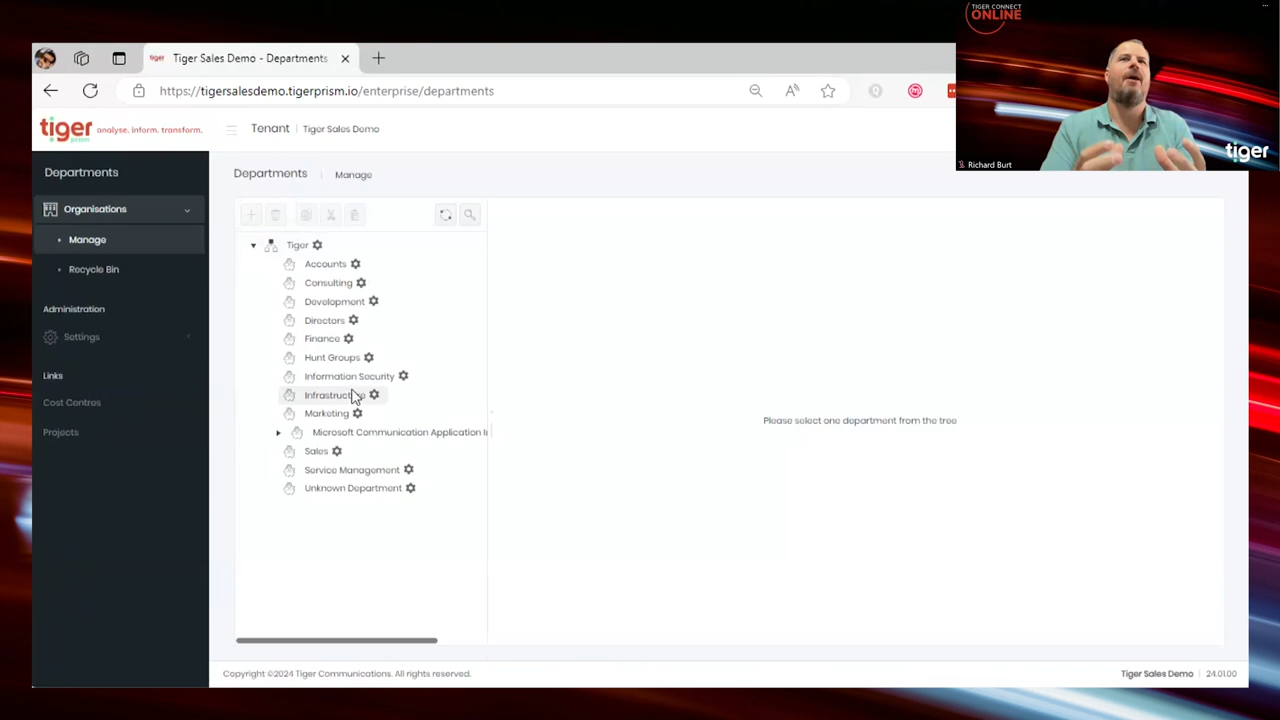 TIGER CONNECT
ONLINE
Tiger Sales Demo - Departments
https://tigersalesdemo.tigerprism.io/enterprise/departments
tiger
prism
analyse. inform. transform.
Tenant
Tiger Sales Demo
tiger
Richard Burt
Departments
Departments
Manage
Organisations
Manage
Recycle Bin
Administration
Settings
Links
Cost Centres
Projects
Tiger
Accounts
Consulting
Development
Directors
Finance
Hunt Groups
Information Security
Marketing
Microsoft Communication Application
Sales
Service Management
Unknown Department
Please select one department from the tree
Copyright ©2024 Tiger Communications. All rights reserved.
Tiger Sales Demo
24.01.00